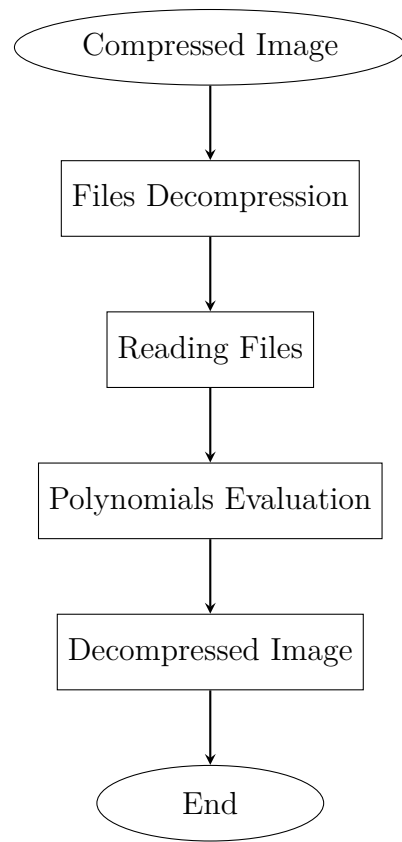 Compressed Image
Files Decompression
Reading Files
Polynomials Evaluation
Decompressed Image
End